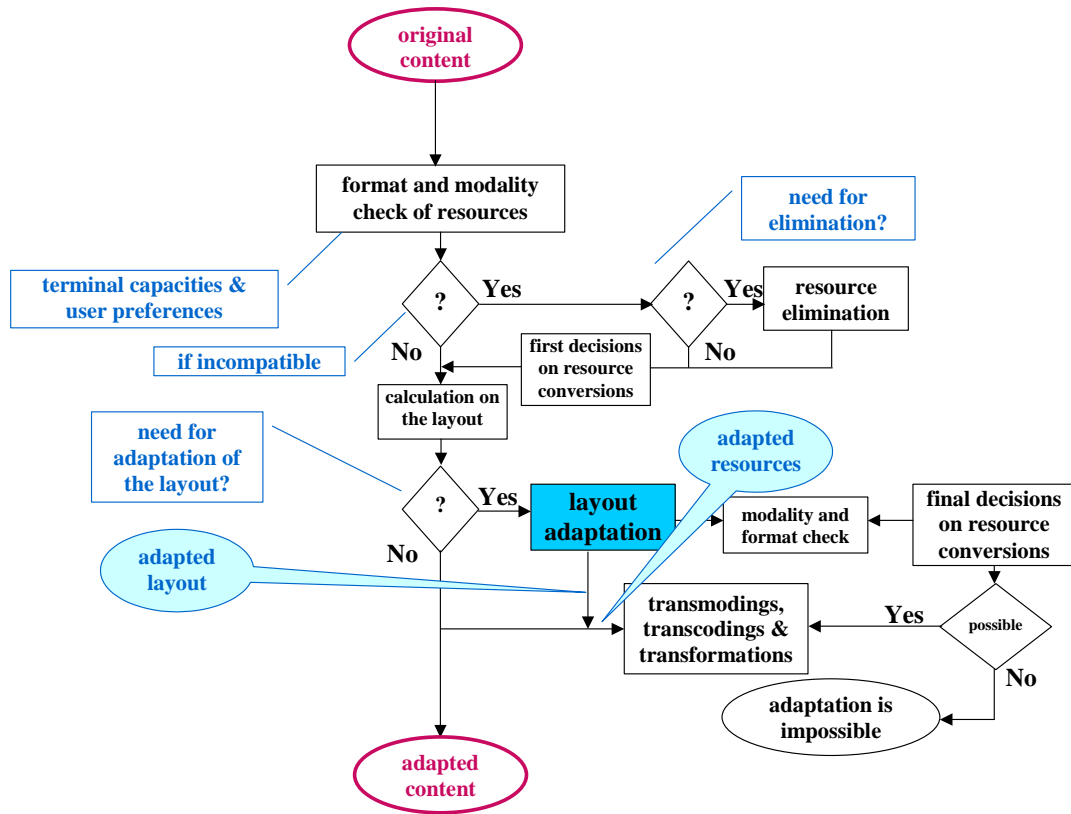 original
content
format and modality
check of resources
need for
elimination?
terminal capacities &
user preferences
?
Yes
?
Yes
resource
elimination
if incompatible
No
first decisions
on resource
conversions
No
calculation on
the layout
need for
adaptation of
the layout?
adapted
resources
?
Yes
layout
adaptation
modality and
format check
final decisions
on resource
conversions
adapted
layout
No
transmodings,
transcodings &
transformations
Yes
possible
No
adaptation is
impossible
adapted
content